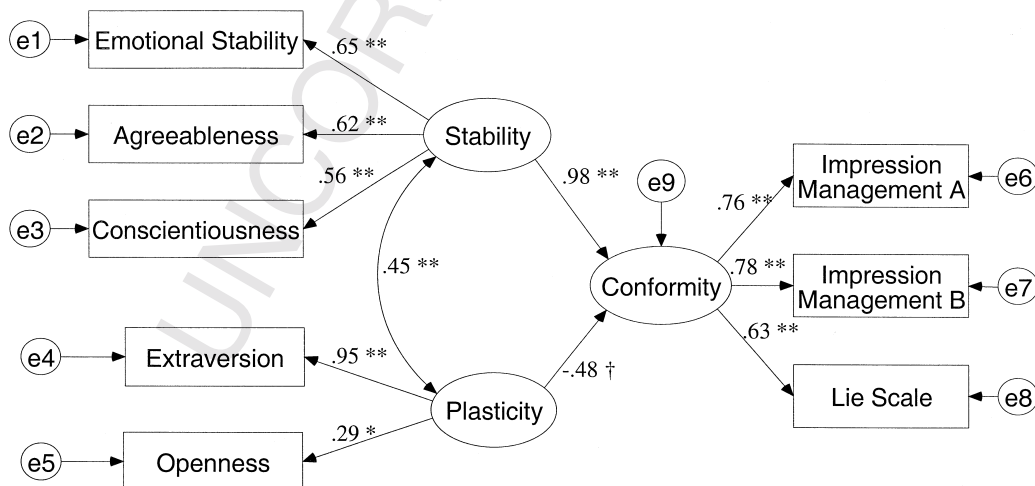 e1
Emotional Stability
.65 **
e2
Agreeableness
.62 **
Stability
e3
Conscientiousness
.56 **
.45 **
e4
Extraversion
.95 **
Plasticity
e5
Openness
.29 *
.98 **
-.48 †
e9
Conformity
.76 **
Impression
Management A
e6
.78 **
Impression
Management B
e7
.63 **
Lie Scale
e8
UNCOR